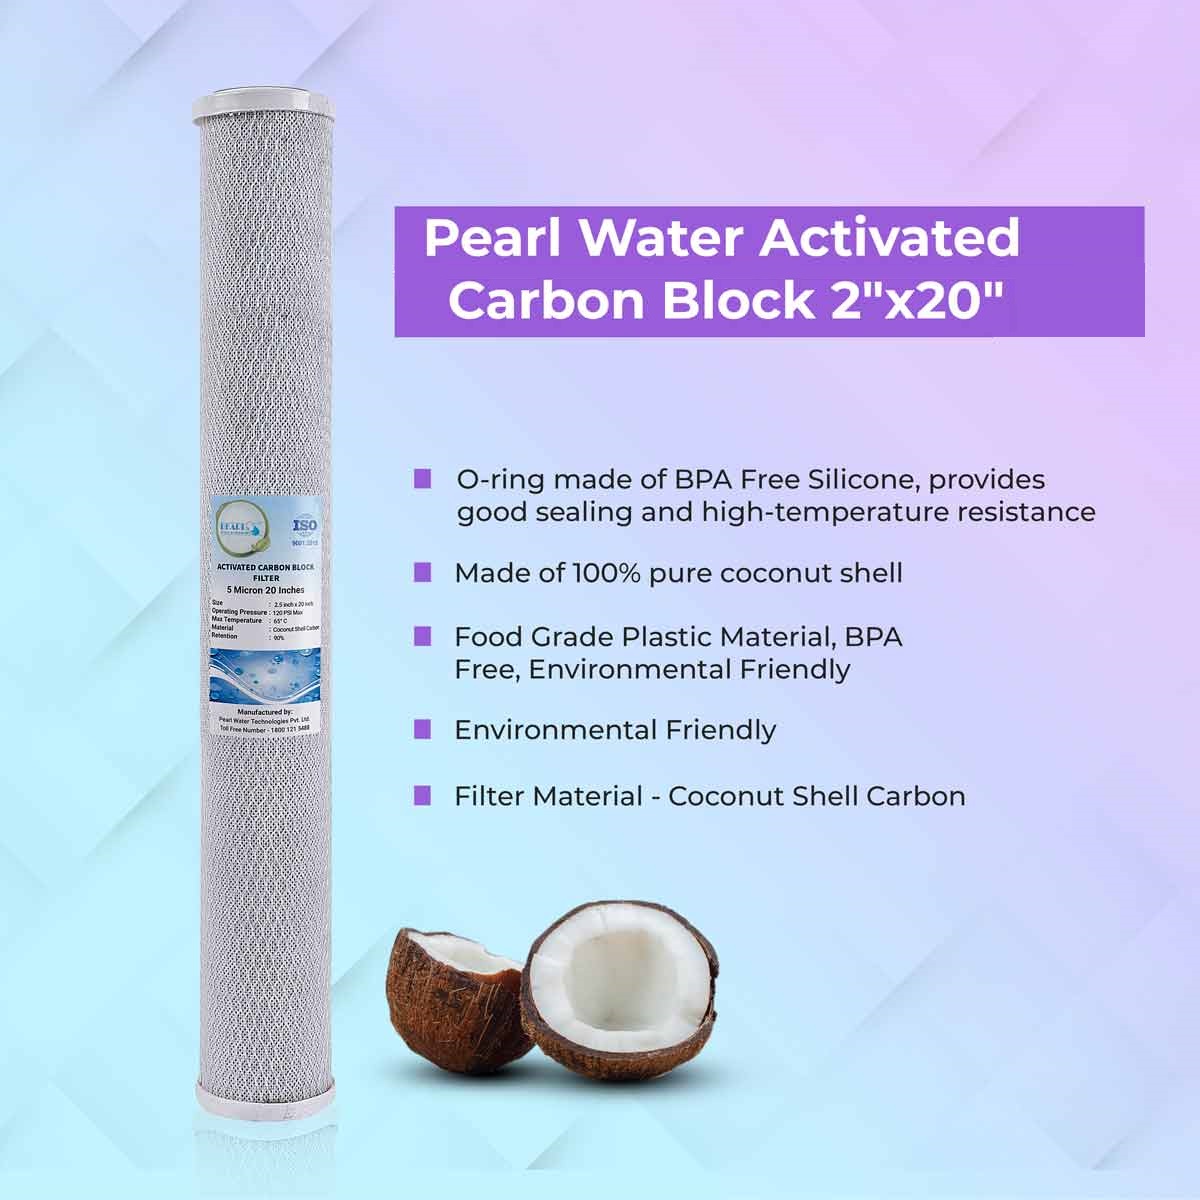 Pearl Water Activated
Carbon Block 2"x20"
O-ring made of BPA Free Silicone, provides
good sealing and high-temperature resistance
Made of 100% pure coconut shell
Food Grade Plastic Material, BPA
Free, Environmental Friendly
Environmental Friendly
Filter Material - Coconut Shell Carbon
PEARL
ISO
ACTIVATED CARBON BLOCK
FILTER
5 Micron 20 Inches
Size : 2.5 inch x 20 inch
Operating Pressure : 120 PSI Max
Max Temperature : 65° C
Material : Coconut Shell Carbon
Retention : 90%
Manufactured by:
Pearl Water Technologies Pvt. Ltd.
Toll Free Number - 1800 121 5488